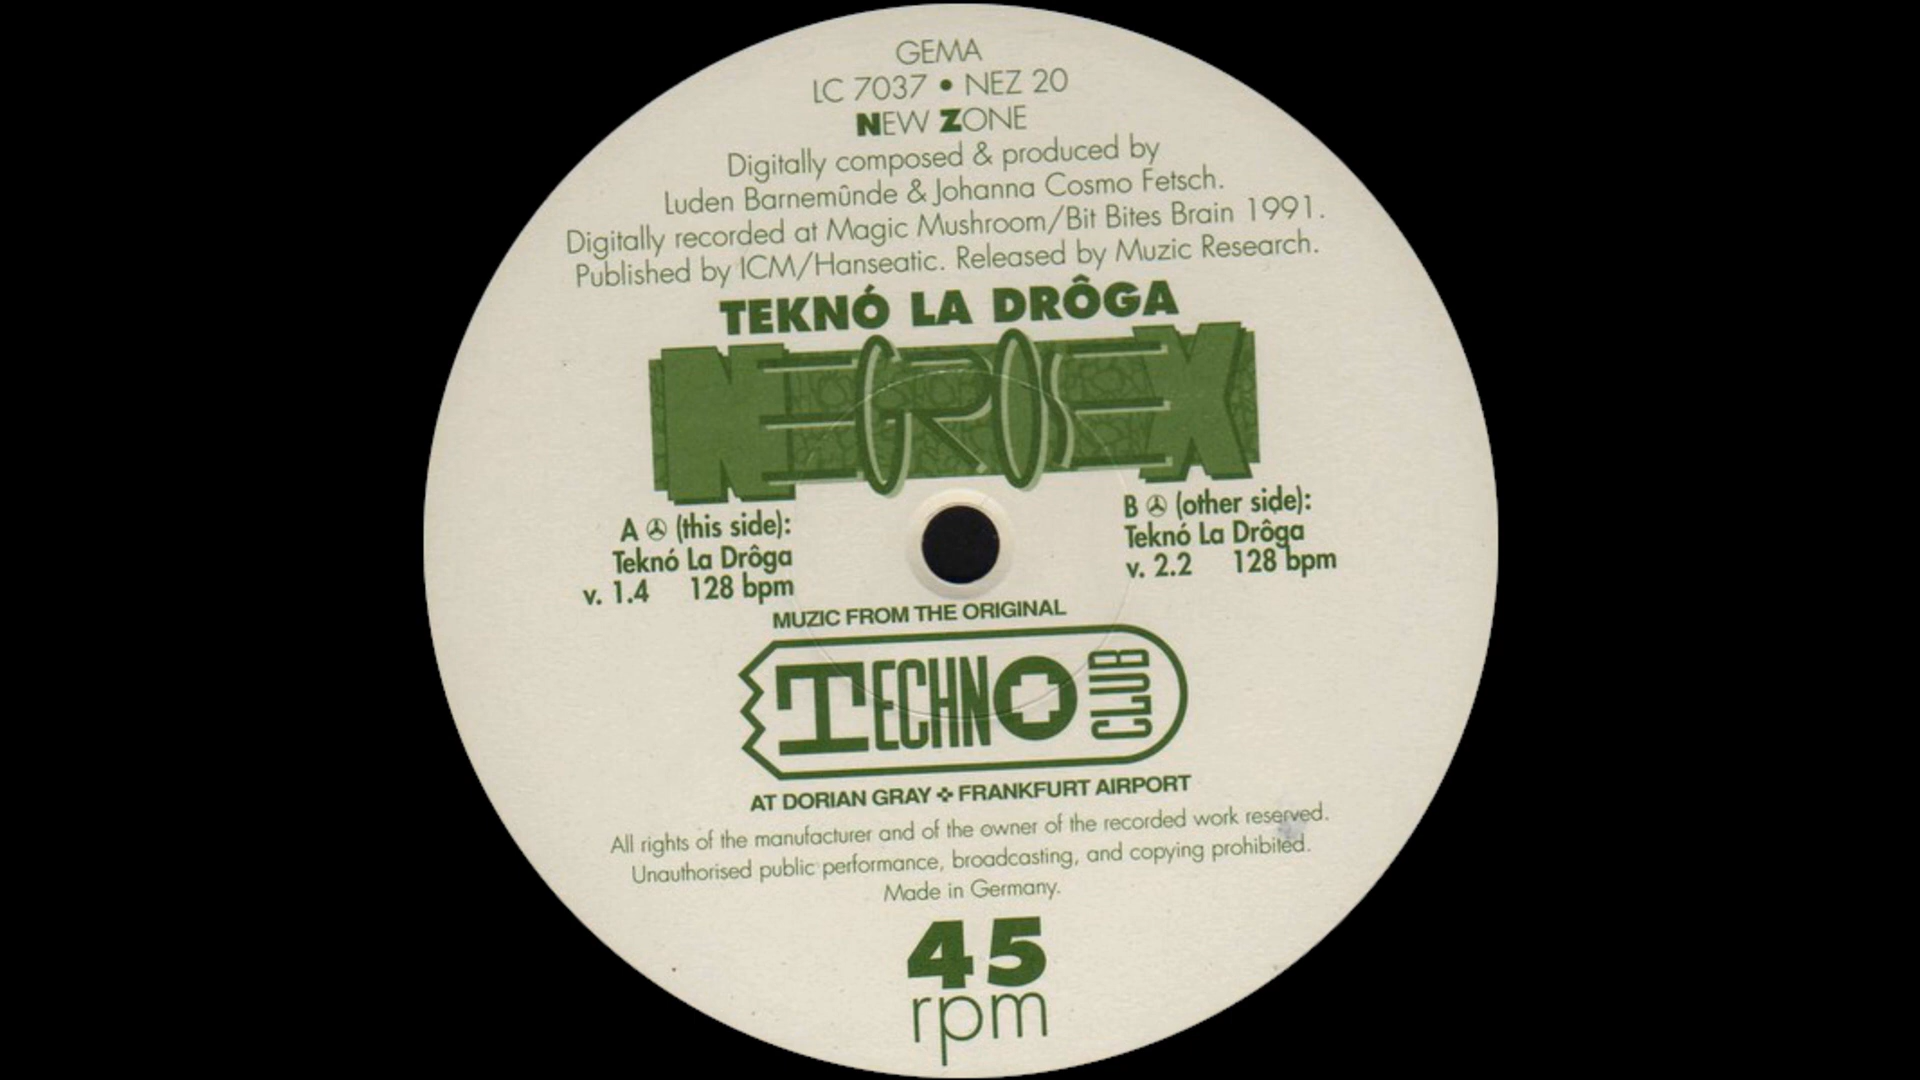 GEMA
LC 7037 • NEZ 20
NEW ZONE
Digitally composed & produced by
Luden Barnemûnde & Johanna Cosmo Fetsch.
Digitally recorded at Magic Mushroom/Bit Bites Brain 1991.
Published by ICM/Hanseatic. Released by Muzic Research.
TEKNÓ LA DRÔGA
NEGROSEX
A (this side):
Teknó La Drôga
v. 1.4 128 bpm
B (other side):
Teknó La Drôga
v. 2.2 128 bpm
MUZIC FROM THE ORIGINAL
TECHNO CLUB
AT DORIAN GRAY ✣ FRANKFURT AIRPORT
All rights of the manufacturer and of the owner of the recorded work reserved.
Unauthorised public performance, broadcasting, and copying prohibited.
Made in Germany.
45
rpm